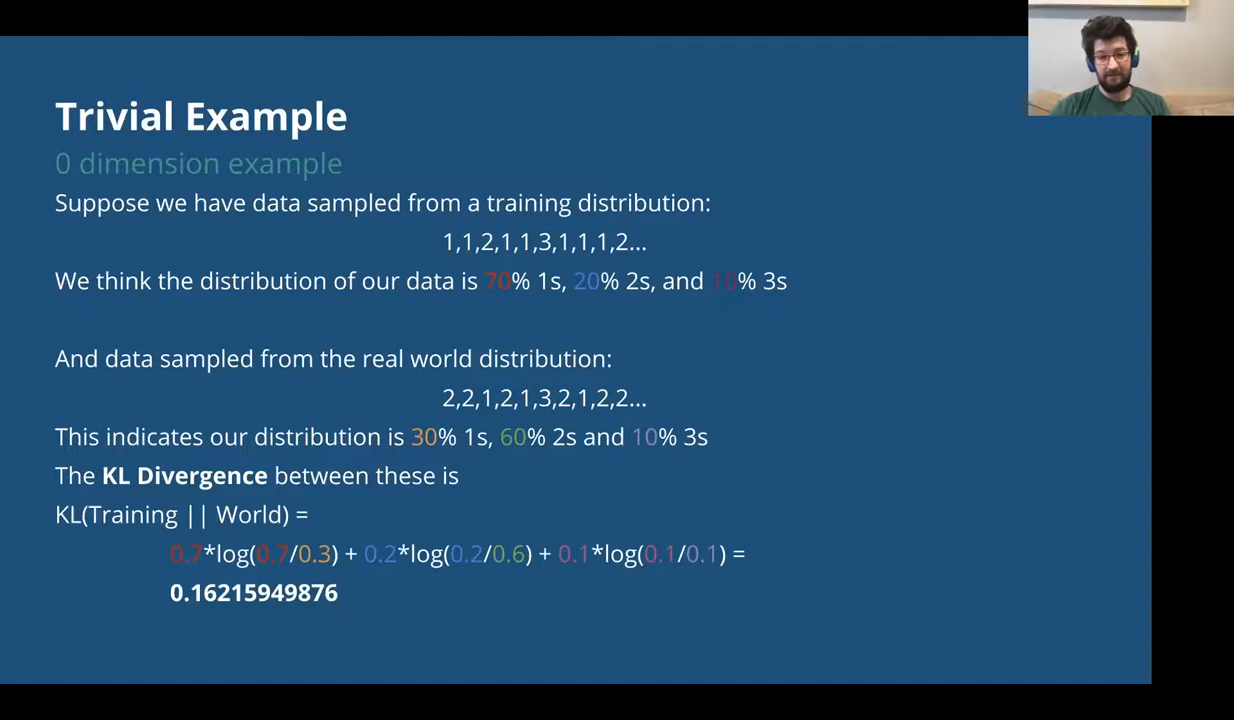 Trivial Example
0 dimension example
Suppose we have data sampled from a training distribution:
1,1,2,1,1,3,1,1,1,2...
We think the distribution of our data is 70% 1s, 20% 2s, and 10% 3s
And data sampled from the real world distribution:
2,2,1,2,1,3,2,1,2,2...
This indicates our distribution is 30% 1s, 60% 2s and 10% 3s
The KL Divergence between these is
KL(Training || World) =
0.7*log(0.7/0.3) + 0.2*log(0.2/0.6) + 0.1*log(0.1/0.1) =
0.16215949876